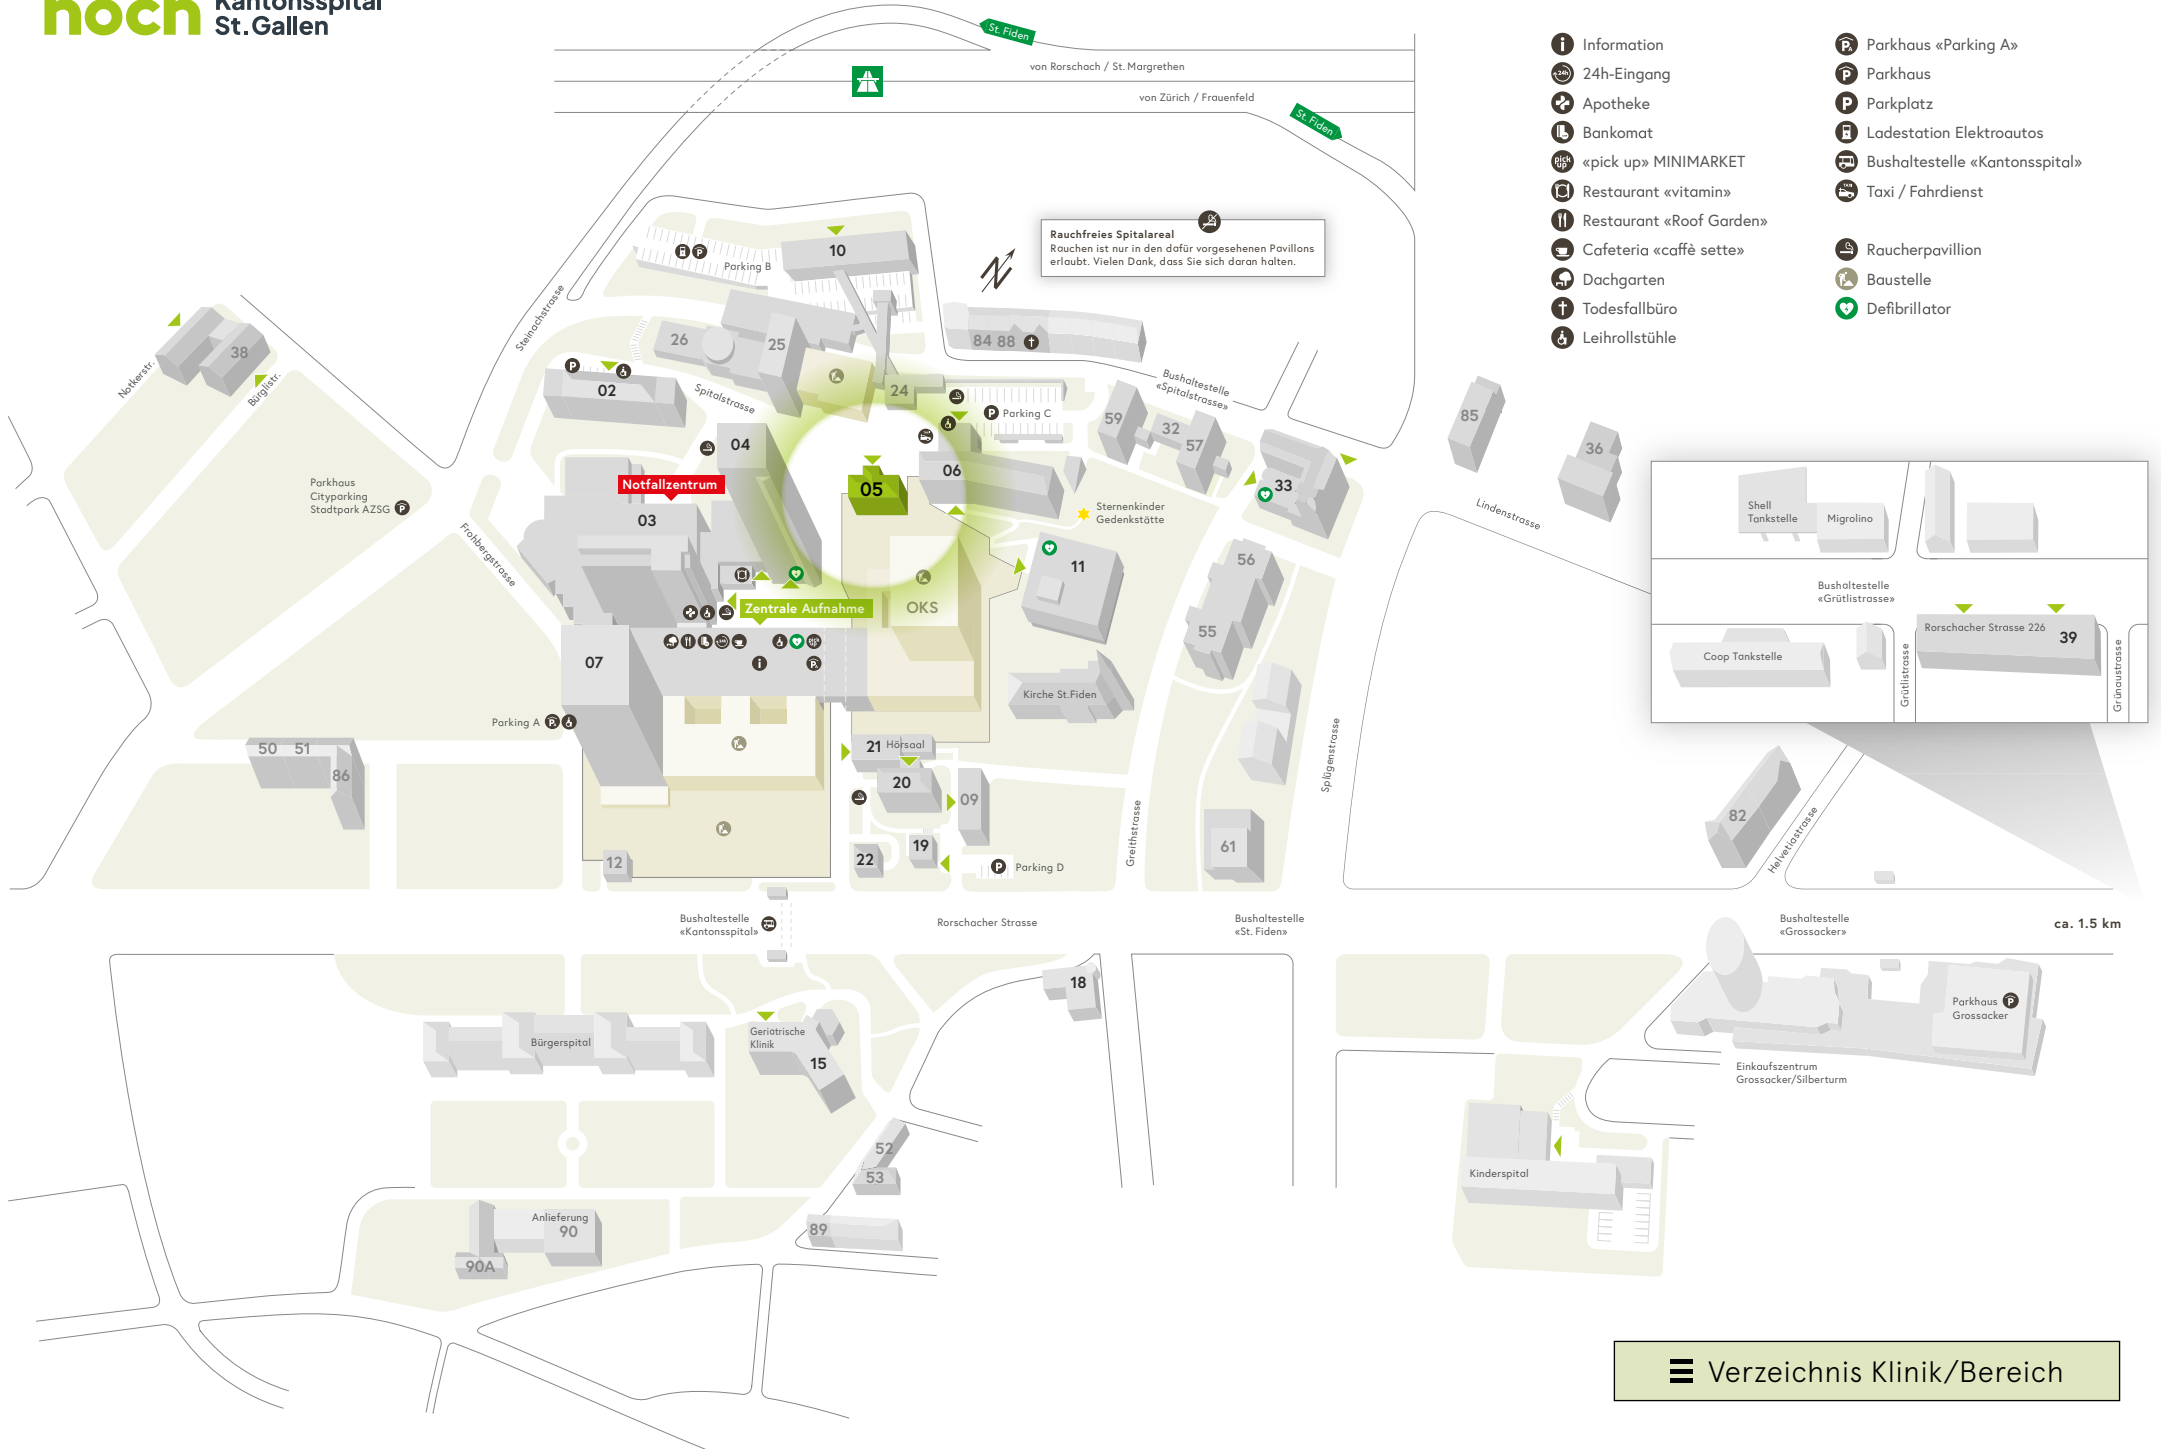 noch Kantonsspital
St.Gallen
St. Fiden
von Rorschach / St. Margrethen
von Zürich / Frauenfeld
St. Fiden
Information
24h-Eingang
Apotheke
Bankomat
«pick up» MINIMARKET
Restaurant «vitamin»
Restaurant «Roof Garden»
Cafeteria «caffè sette»
Dachgarten
Todesfallbüro
Leihrollstühle
Parkhaus «Parking A»
Parkhaus
Parkplatz
Ladestation Elektroautos
Bushaltestelle «Kantonsspital»
Taxi / Fahrdienst
Raucherpavillion
Baustelle
Defibrillator
Rauchfreies Spitalareal
Rauchen ist nur in den dafür vorgesehenen Pavillons
erlaubt. Vielen Dank, dass Sie sich daran halten.
N
Parking B
10
Steinachstrasse
26
25
84 88
38
Notkerstr.
Bürglistr.
02
Spitalstrasse
24
Bushaltestelle
«Spitalstrasse»
Parking C
59
32
57
85
36
04
06
05
33
Notfallzentrum
03
Parkhaus
Cityparking
Stadtpark AZSG
Frohbergstrasse
Sternenkinder
Gedenkstätte
Lindenstrasse
11
56
55
OKS
Zentrale Aufnahme
07
Kirche St.Fiden
Parking A
50 51
86
21 Hörsaal
20
09
19
22
12
Parking D
Greithstrasse
Splügenstrasse
61
82
Helvetiastrasse
Shell
Tankstelle
Migrolino
Bushaltestelle
«Grütlistrasse»
Rorschacher Strasse 226
39
Coop Tankstelle
Grütlistrasse
Grünaustrasse
Bushaltestelle
«Kantonsspital»
Rorschacher Strasse
Bushaltestelle
«St. Fiden»
Bushaltestelle
«Grossacker»
ca. 1.5 km
18
Parkhaus
Grossacker
Bürgerspital
Geriatrische
Klinik
15
Einkaufszentrum
Grossacker/Silberturm
52
53
Kinderspital
Anlieferung
90
90A
89
Verzeichnis Klinik/Bereich